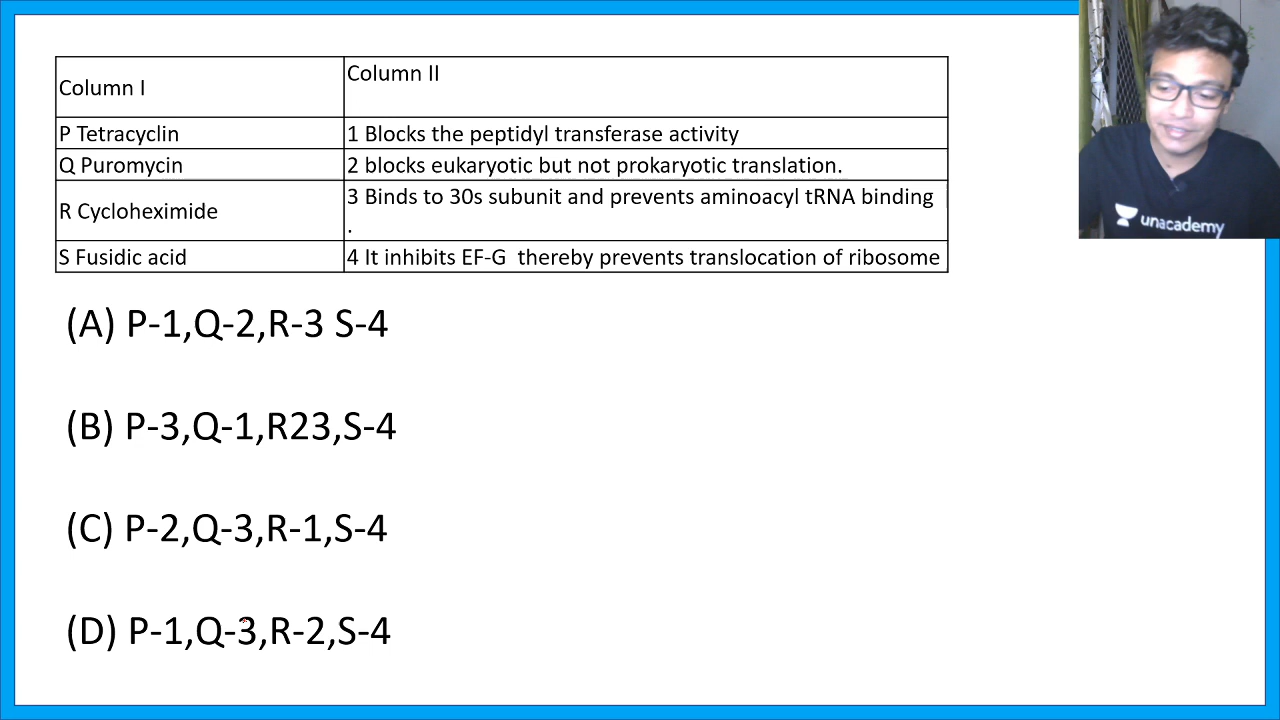 Column I
Column II
P Tetracyclin
1 Blocks the peptidyl transferase activity
Q Puromycin
2 blocks eukaryotic but not prokaryotic translation.
R Cycloheximide
3 Binds to 30s subunit and prevents aminoacyl tRNA binding
.
S Fusidic acid
4 It inhibits EF-G thereby prevents translocation of ribosome
(A) P-1,Q-2,R-3 S-4
(B) P-3,Q-1,R23,S-4
(C) P-2,Q-3,R-1,S-4
(D) P-1,Q-3,R-2,S-4
unacademy